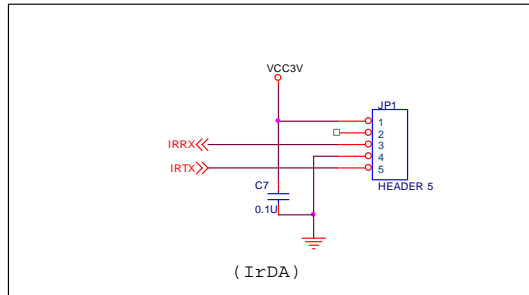 VCC3V
JP1
1
2
IRRX
3
4
IRTX
5
C7
HEADER 5
0.1U
(IrDA)